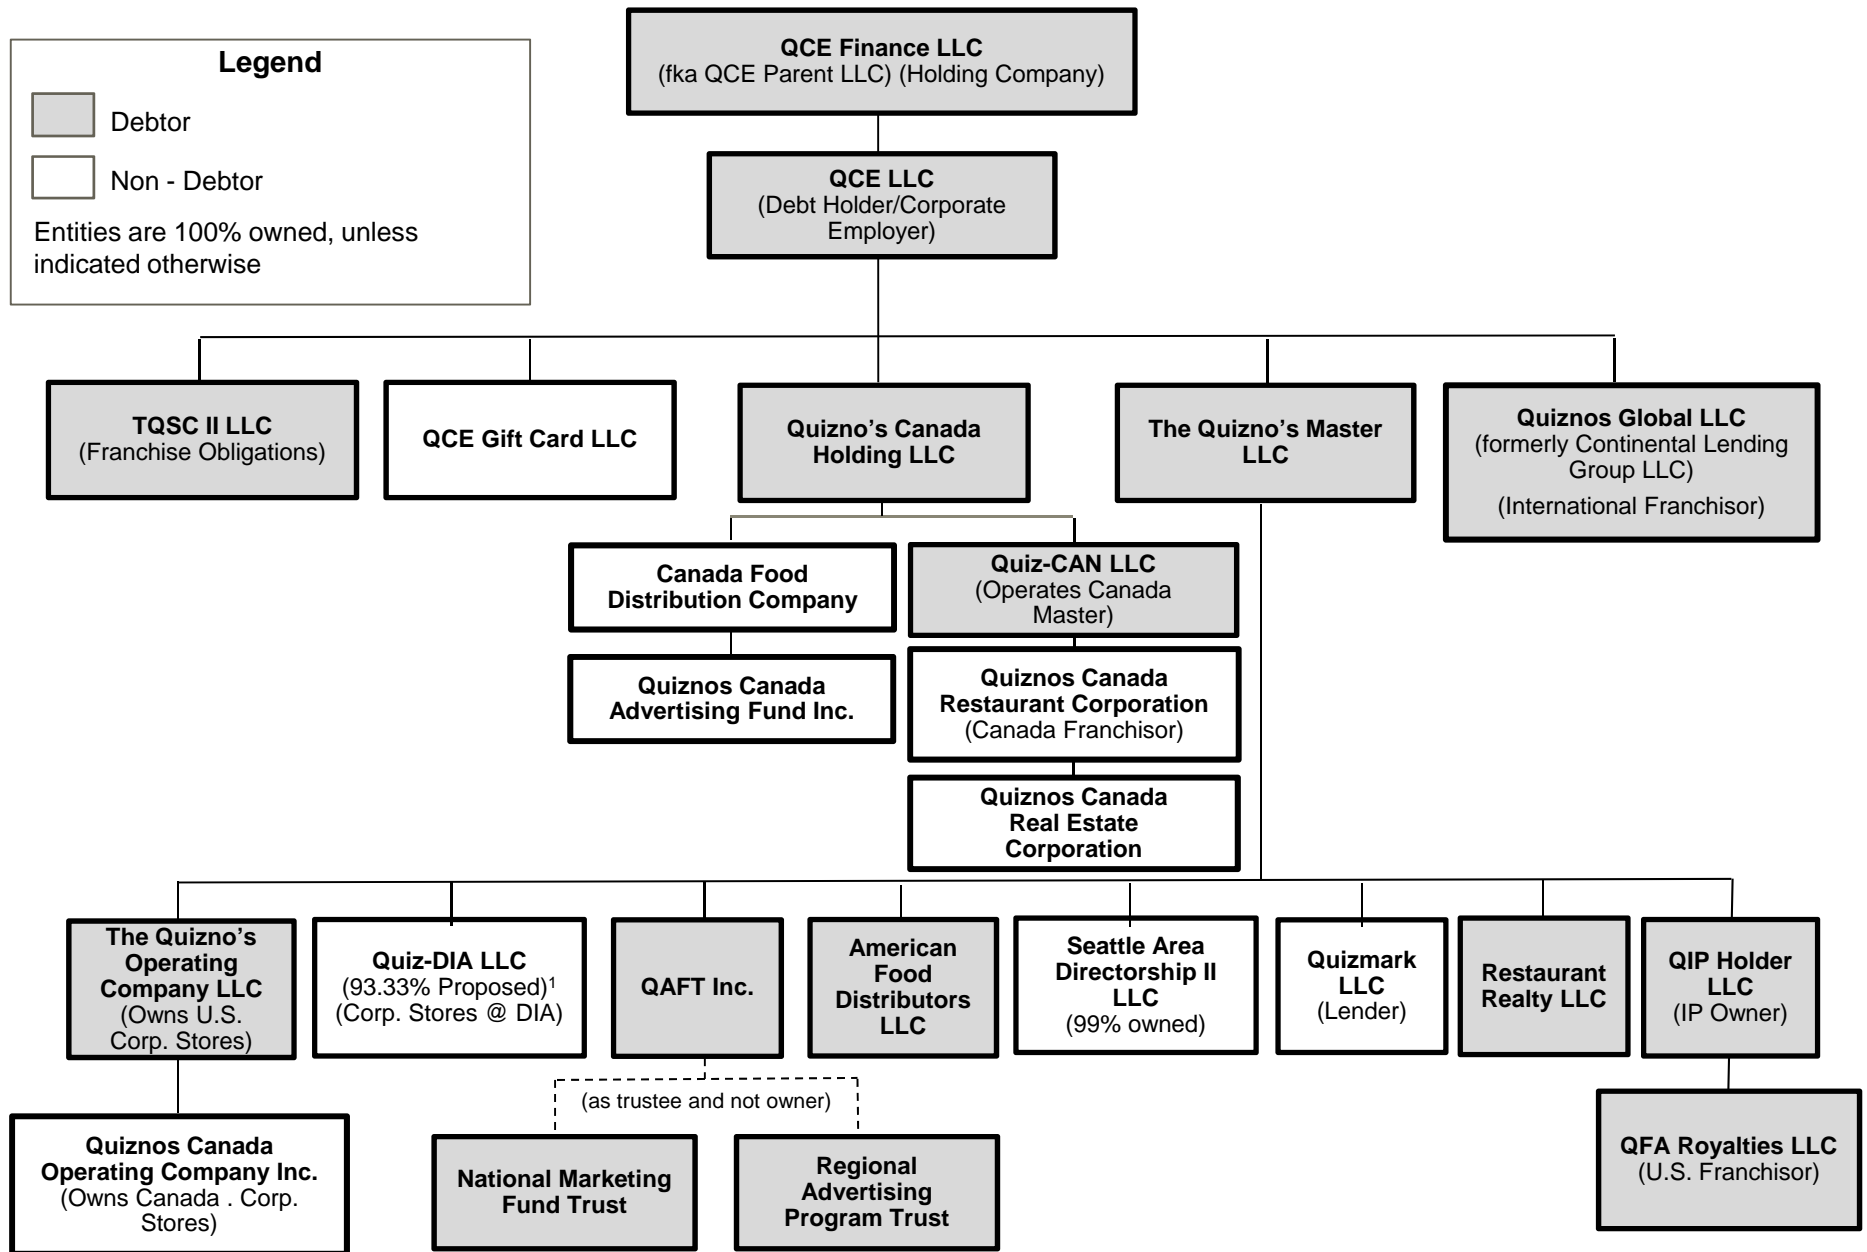 Legend
Debtor
Non - Debtor
Entities are 100% owned, unless
indicated otherwise
QCE Finance LLC
(fka QCE Parent LLC) (Holding Company)
QCE LLC
(Debt Holder/Corporate
Employer)
TQSC II LLC
(Franchise Obligations)
QCE Gift Card LLC
Quizno’s Canada
Holding LLC
The Quizno’s Master
LLC
Quiznos Global LLC
(formerly Continental Lending
Group LLC)
(International Franchisor)
Canada Food
Distribution Company
Quiz-CAN LLC
(Operates Canada
Master)
Quiznos Canada
Advertising Fund Inc.
Quiznos Canada
Restaurant Corporation
(Canada Franchisor)
Quiznos Canada
Real Estate
Corporation
The Quizno’s
Operating
Company LLC
(Owns U.S.
Corp. Stores)
Quiz-DIA LLC
(93.33% Proposed)¹
(Corp. Stores @ DIA)
QAFT Inc.
American
Food
Distributors
LLC
Seattle Area
Directorship II
LLC
(99% owned)
Quizmark
LLC
(Lender)
Restaurant
Realty LLC
QIP Holder
LLC
(IP Owner)
(as trustee and not owner)
Quiznos Canada
Operating Company Inc.
(Owns Canada . Corp.
Stores)
National Marketing
Fund Trust
Regional
Advertising
Program Trust
QFA Royalties LLC
(U.S. Franchisor)